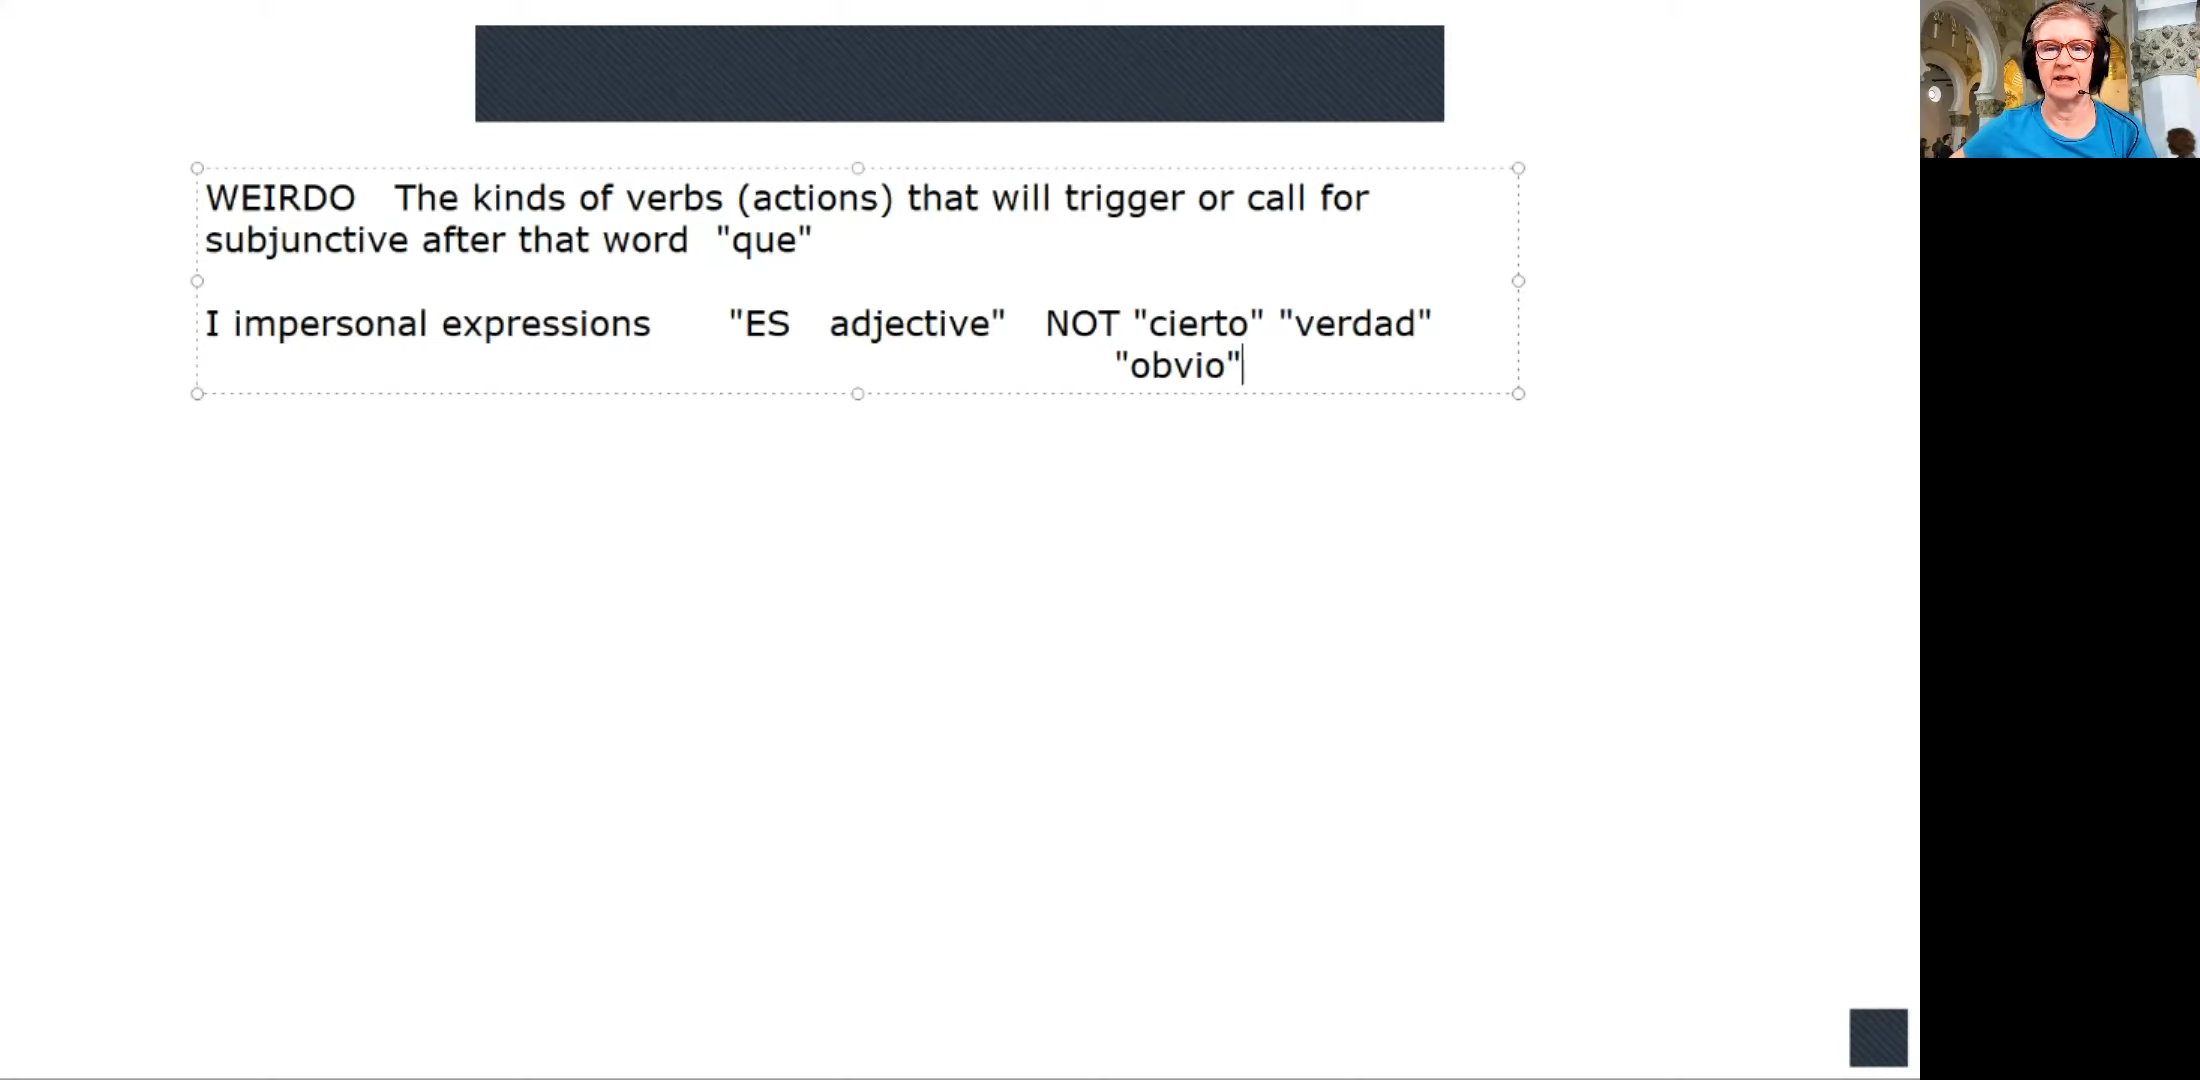 WEIRDO The kinds of verbs (actions) that will trigger or call for
subjunctive after that word "que"
I impersonal expressions "ES adjective" NOT "cierto" "verdad"
"obvio"